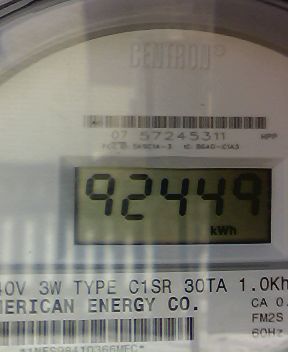 CENTRON®
07 57245311 HPP
92449
kWh
40V 3W TYPE C1SR 30TA 1.0Kh
MERICAN ENERGY CO.
CA 0.
FM2S
60Hz